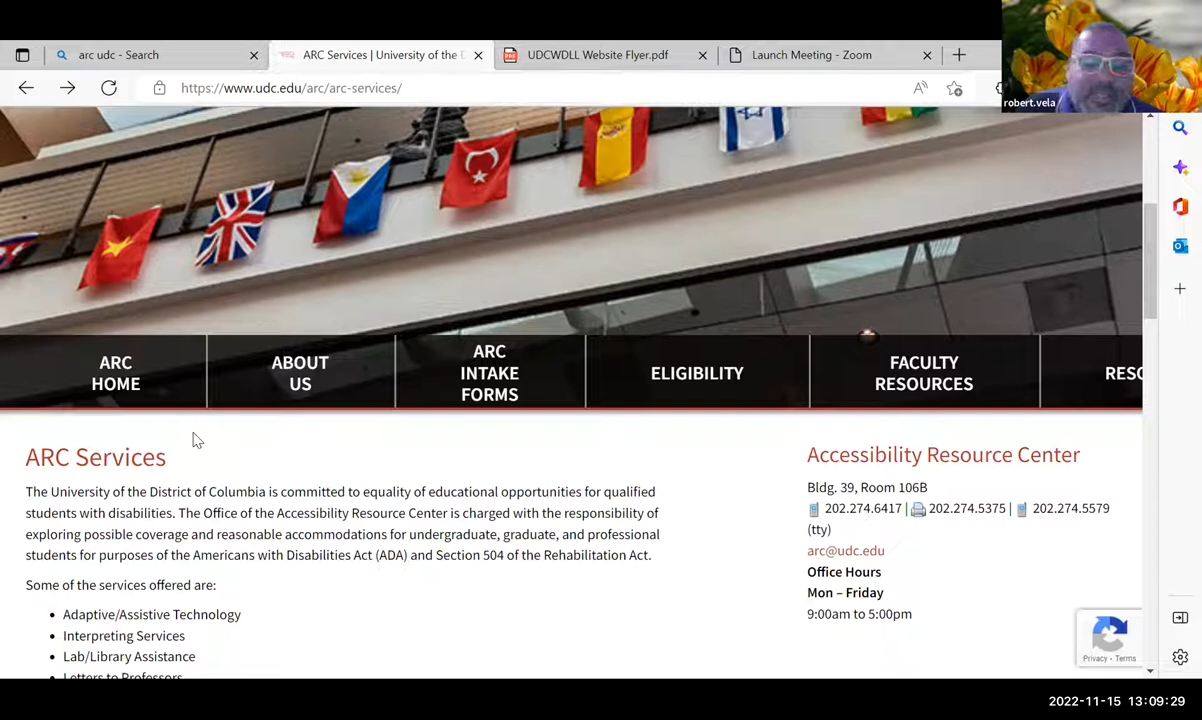 arc udc - Search
ARC Services | University of the D
UDCWDLL Website Flyer.pdf
Launch Meeting - Zoom
https://www.udc.edu/arc/arc-services/
robert.vela
ARC HOME
ABOUT US
ARC INTAKE FORMS
ELIGIBILITY
FACULTY RESOURCES
RESO
ARC Services
The University of the District of Columbia is committed to equality of educational opportunities for qualified
students with disabilities. The Office of the Accessibility Resource Center is charged with the responsibility of
exploring possible coverage and reasonable accommodations for undergraduate, graduate, and professional
students for purposes of the Americans with Disabilities Act (ADA) and Section 504 of the Rehabilitation Act.
Some of the services offered are:
• Adaptive/Assistive Technology
• Interpreting Services
• Lab/Library Assistance
• Letters to Professors
Accessibility Resource Center
Bldg. 39, Room 106B
202.274.6417 | 202.274.5375 | 202.274.5579
(tty)
arc@udc.edu
Office Hours
Mon – Friday
9:00am to 5:00pm
Privacy - Terms
2022-11-15 13:09:29